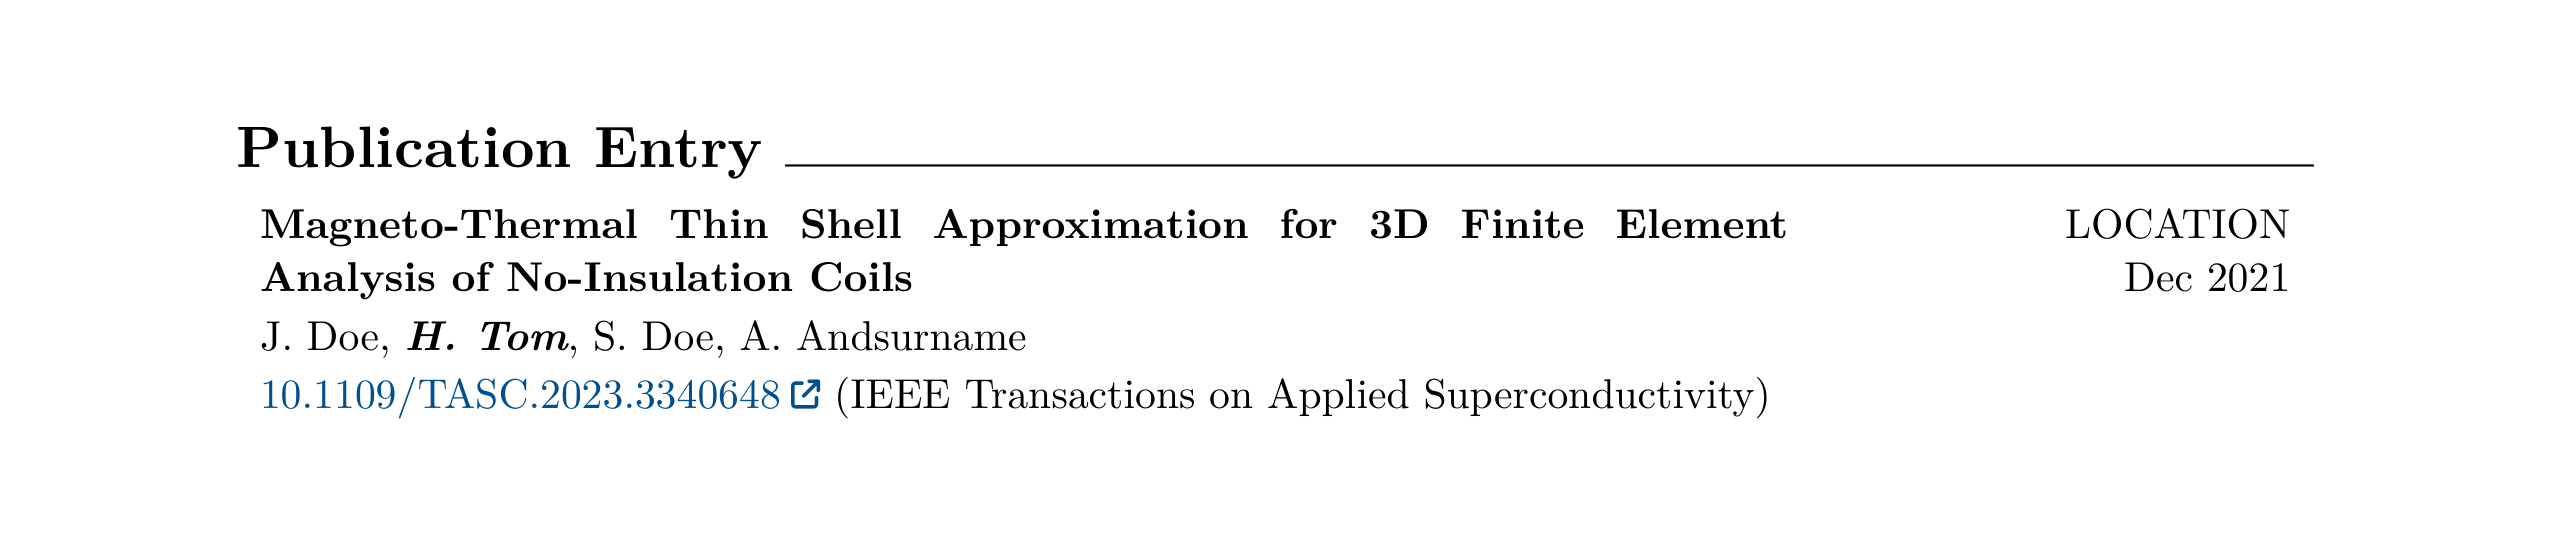 Publication Entry
Magneto-Thermal Thin Shell Approximation for 3D Finite Element
Analysis of No-Insulation Coils
LOCATION
Dec 2021
J. Doe, H. Tom, S. Doe, A. Andsurname
10.1109/TASC.2023.3340648 (IEEE Transactions on Applied Superconductivity)